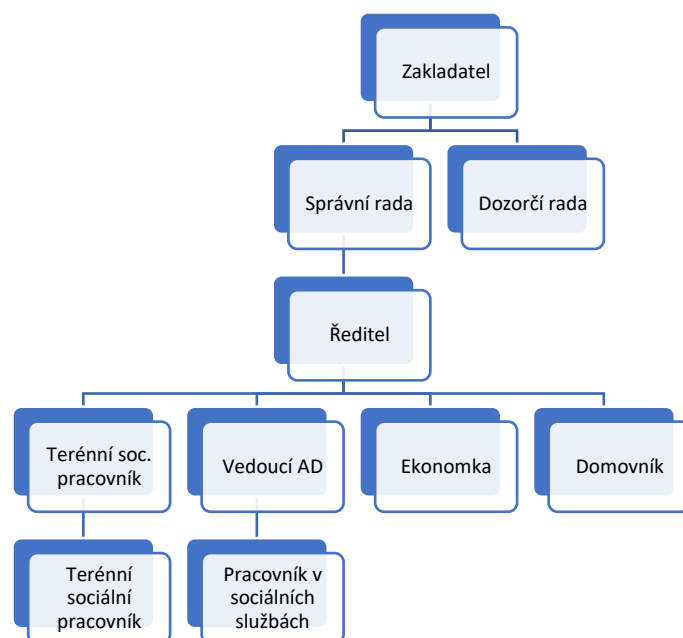 Zakladatel
Správní rada
Dozorčí rada
Ředitel
Terénní soc.
pracovník
Vedoucí AD
Ekonomka
Domovník
Terénní
sociální
pracovník
Pracovník v
sociálních
službách